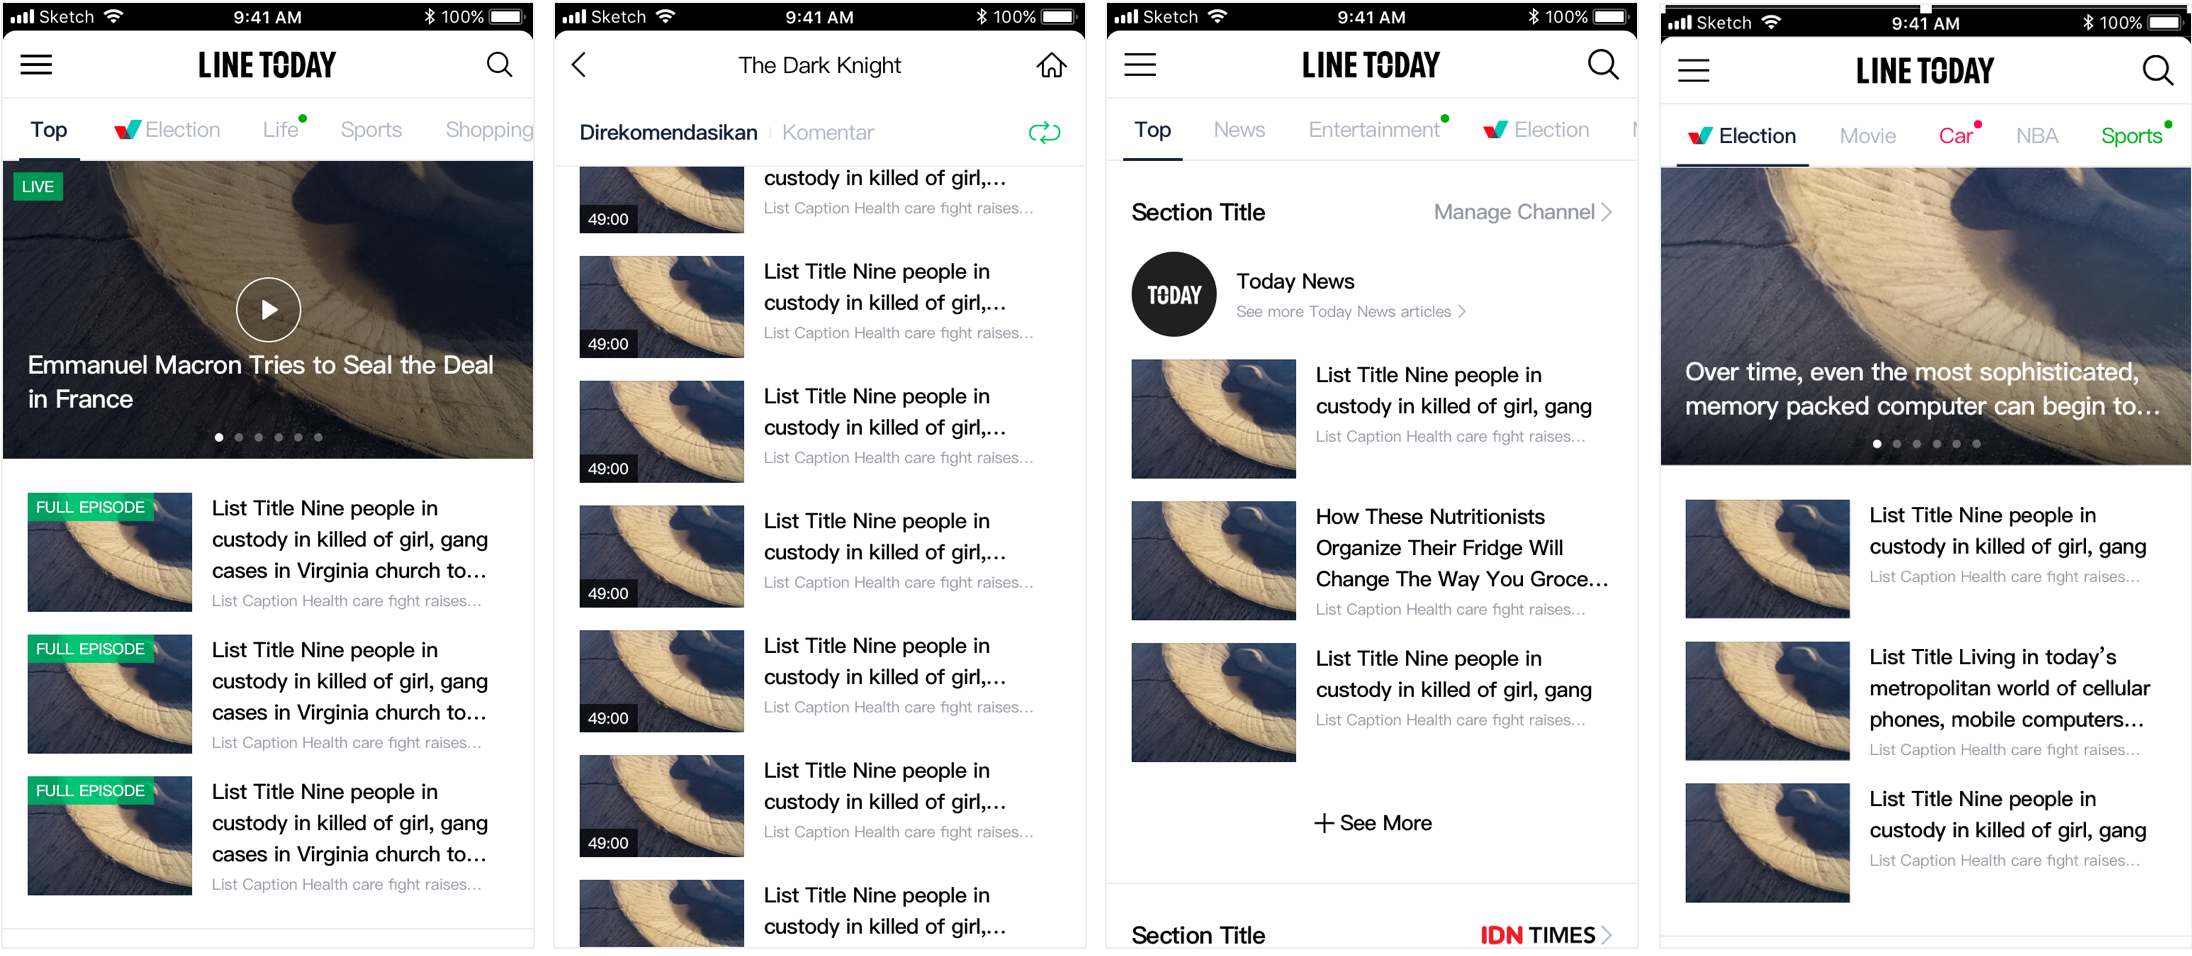 Sketch 9:41 AM 100%
LINE TODAY
Top Election Life Sports Shopping
LIVE
Emmanuel Macron Tries to Seal the Deal
in France
FULL EPISODE
List Title Nine people in
custody in killed of girl, gang
cases in Virginia church to...
List Caption Health care fight raises...
FULL EPISODE
List Title Nine people in
custody in killed of girl, gang
cases in Virginia church to...
List Caption Health care fight raises...
FULL EPISODE
List Title Nine people in
custody in killed of girl, gang
cases in Virginia church to...
List Caption Health care fight raises...
Sketch 9:41 AM 100%
The Dark Knight
Direkomendasikan Komentar
custody in killed of girl,...
List Caption Health care fight raises...
49:00
List Title Nine people in
custody in killed of girl,...
List Caption Health care fight raises...
49:00
List Title Nine people in
custody in killed of girl,...
List Caption Health care fight raises...
49:00
List Title Nine people in
custody in killed of girl,...
List Caption Health care fight raises...
49:00
List Title Nine people in
custody in killed of girl,...
List Caption Health care fight raises...
49:00
List Title Nine people in
custody in killed of girl,...
List Caption Health care fight raises...
49:00
List Title Nine people in
custody in killed of girl,...
Sketch 9:41 AM 100%
LINE TODAY
Top News Entertainment Election
Section Title Manage Channel
TODAY
Today News
See more Today News articles
List Title Nine people in
custody in killed of girl, gang
List Caption Health care fight raises...
How These Nutritionists
Organize Their Fridge Will
Change The Way You Groce...
List Caption Health care fight raises...
List Title Nine people in
custody in killed of girl, gang
List Caption Health care fight raises...
+ See More
Section Title IDN TIMES
Sketch 9:41 AM 100%
LINE TODAY
Election Movie Car NBA Sports
Over time, even the most sophisticated,
memory packed computer can begin to...
List Title Nine people in
custody in killed of girl, gang
List Caption Health care fight raises...
List Title Living in today's
metropolitan world of cellular
phones, mobile computers...
List Caption Health care fight raises...
List Title Nine people in
custody in killed of girl, gang
List Caption Health care fight raises...